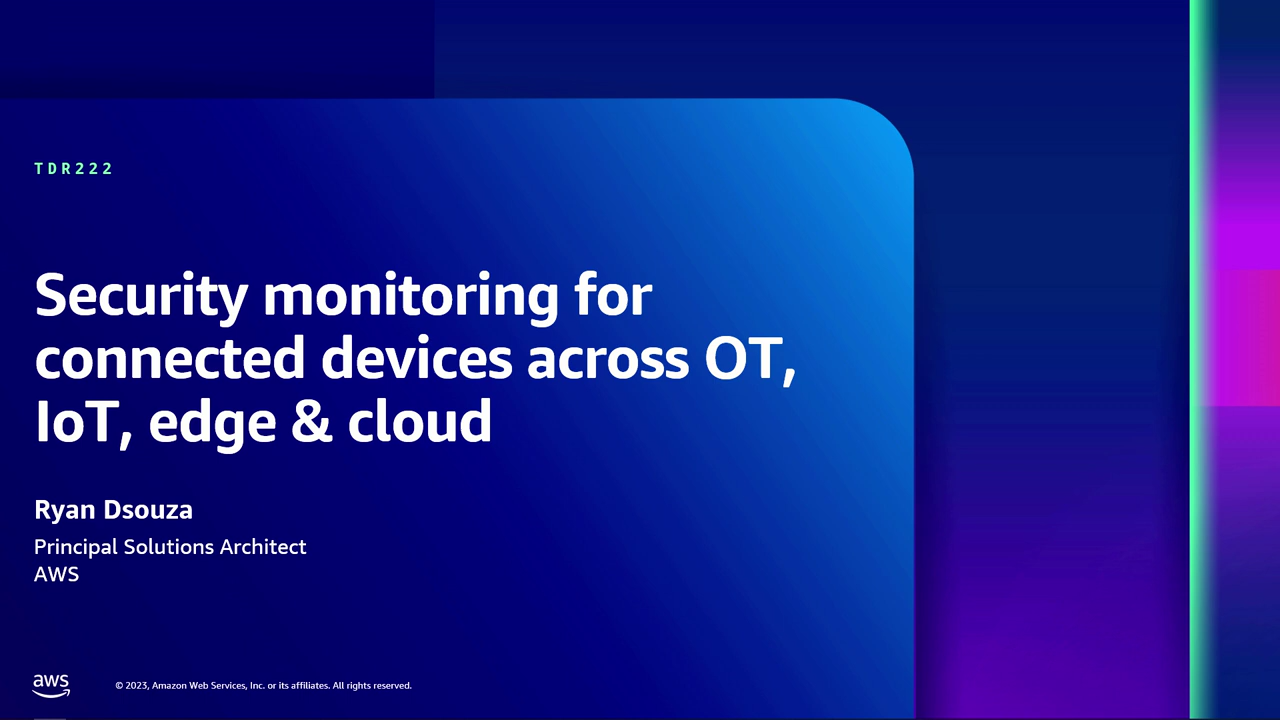 TDR222
Security monitoring for
connected devices across OT,
IoT, edge & cloud
Ryan Dsouza
Principal Solutions Architect
AWS
aws
© 2023, Amazon Web Services, Inc. or its affiliates. All rights reserved.